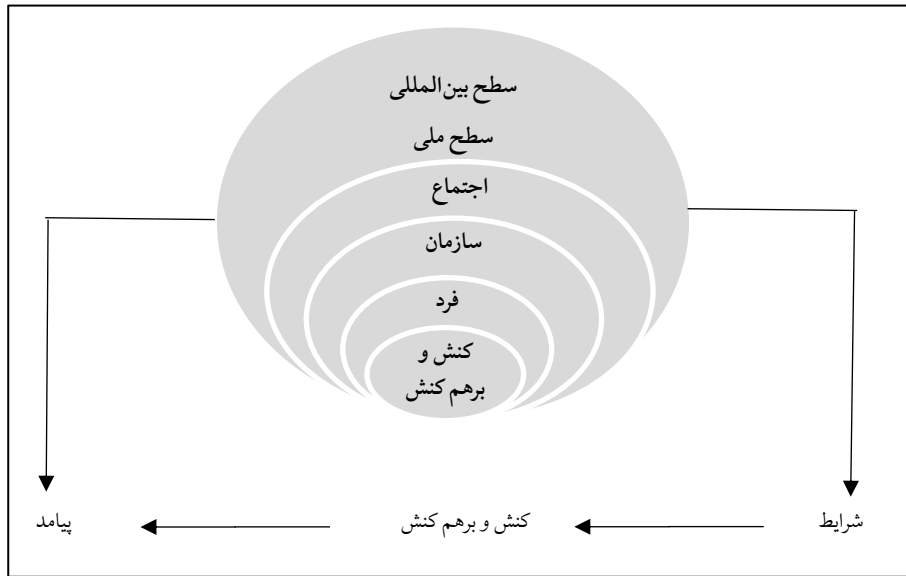 سطح بین‌المللی
سطح ملی
اجتماع
سازمان
فرد
کنش و
برهم کنش
شرایط
کنش و برهم کنش
پیامد